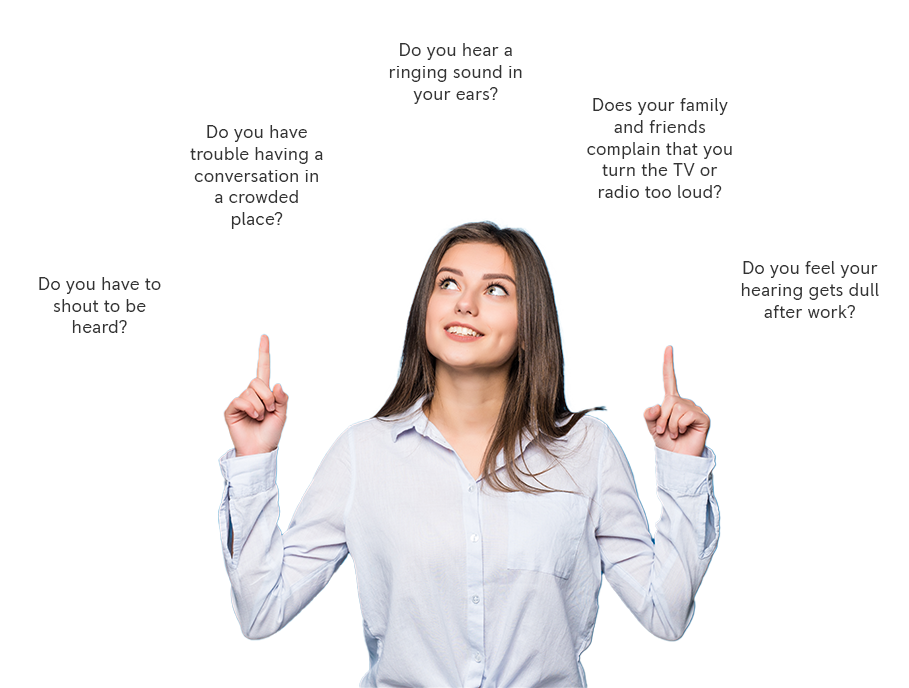 Do you hear a
ringing sound in
your ears?
Does your family
and friends
complain that you
turn the TV or
radio too loud?
Do you have
trouble having a
conversation in
a crowded
place?
Do you feel your
hearing gets dull
after work?
Do you have to
shout to be
heard?